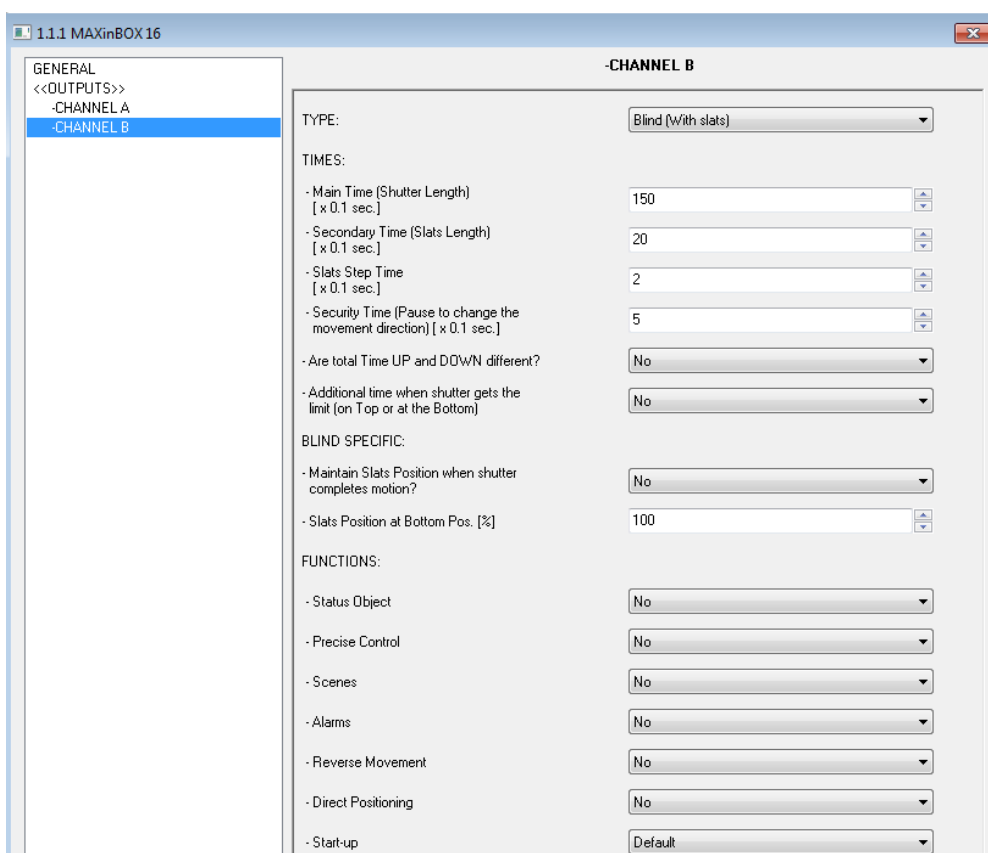 1.1.1 MAXinBOX 16
GENERAL
<<OUTPUTS>>
-CHANNEL A
-CHANNEL B
-CHANNEL B
TYPE: Blind (With slats)
TIMES:
- Main Time (Shutter Length)
[ x 0.1 sec.] 150
- Secondary Time (Slats Length)
[ x 0.1 sec.] 20
- Slats Step Time
[ x 0.1 sec.] 2
- Security Time (Pause to change the
movement direction) [ x 0.1 sec.] 5
- Are total Time UP and DOWN different? No
- Additional time when shutter gets the
limit (on Top or at the Bottom) No
BLIND SPECIFIC:
- Maintain Slats Position when shutter
completes motion? No
- Slats Position at Bottom Pos. [%] 100
FUNCTIONS:
- Status Object No
- Precise Control No
- Scenes No
- Alarms No
- Reverse Movement No
- Direct Positioning No
- Start-up Default